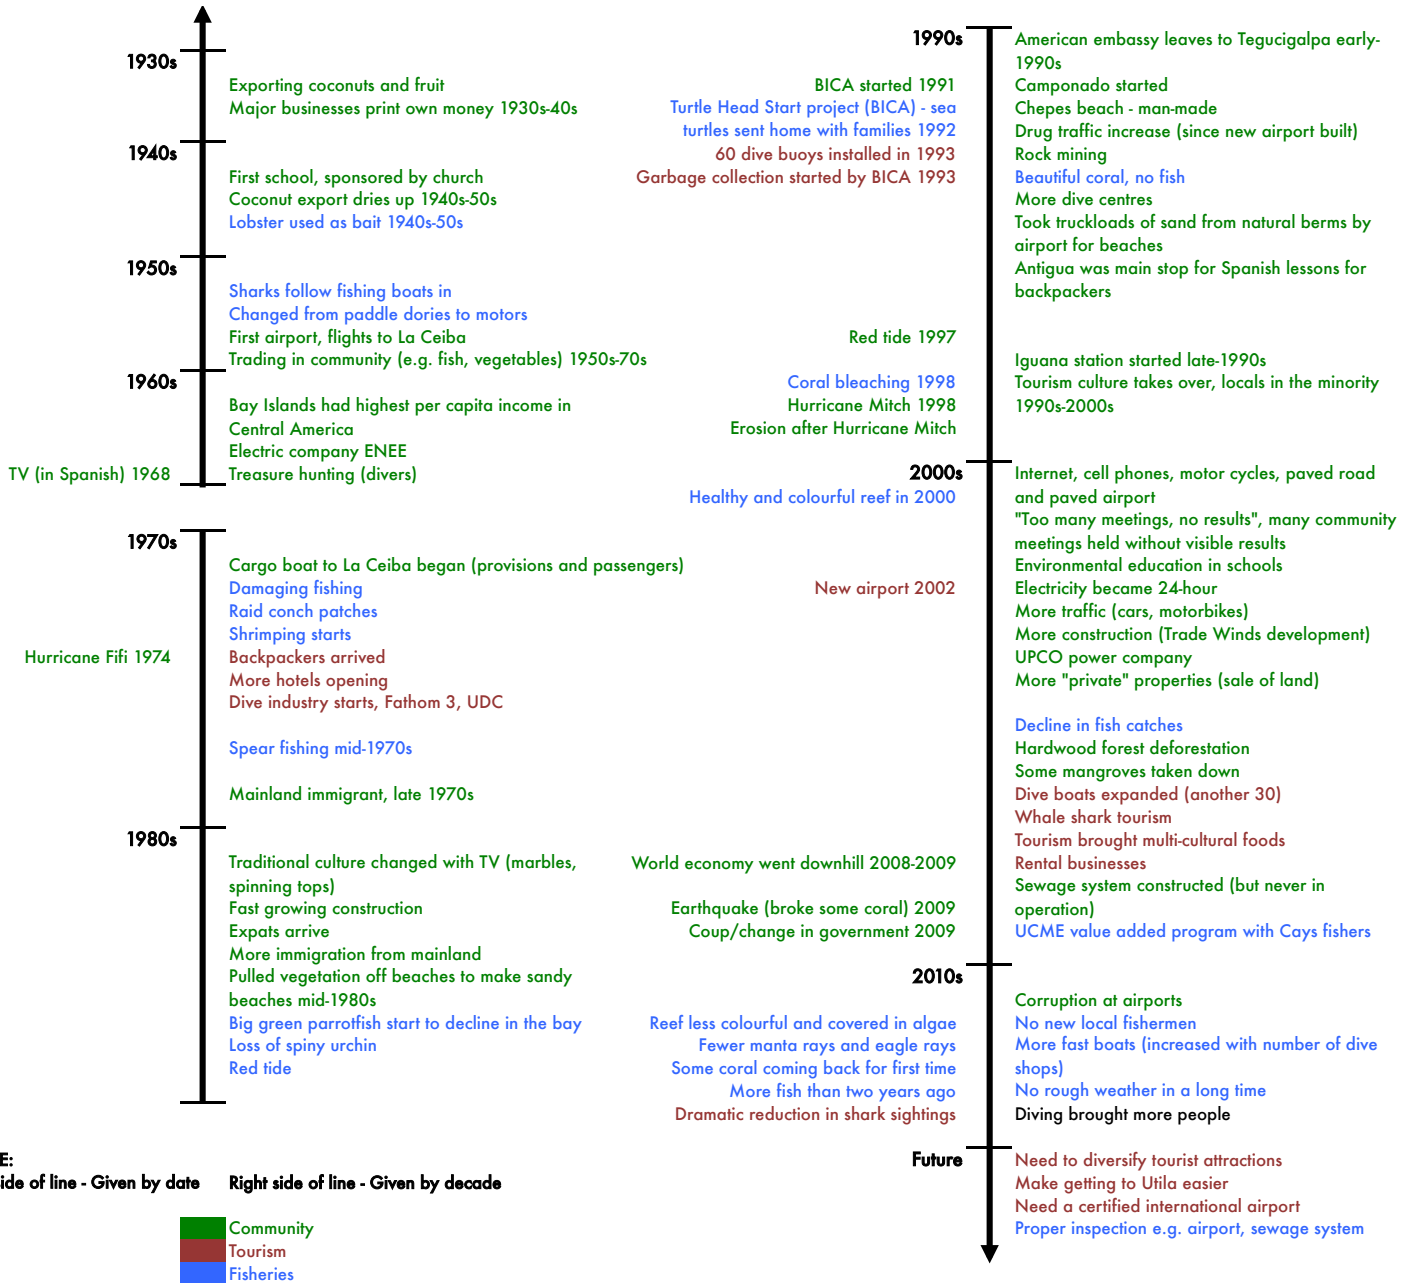 1930s
Exporting coconuts and fruit
Major businesses print own money 1930s-40s
1940s
First school, sponsored by church
Coconut export dries up 1940s-50s
Lobster used as bait 1940s-50s
1950s
Sharks follow fishing boats in
Changed from paddle dories to motors
First airport, flights to La Ceiba
Trading in community (e.g. fish, vegetables) 1950s-70s
1960s
Bay Islands had highest per capita income in
Central America
Electric company ENEE
TV (in Spanish) 1968
Treasure hunting (divers)
1970s
Cargo boat to La Ceiba began (provisions and passengers)
Damaging fishing
Raid conch patches
Shrimping starts
Hurricane Fifi 1974
Backpackers arrived
More hotels opening
Dive industry starts, Fathom 3, UDC
Spear fishing mid-1970s
Mainland immigrant, late 1970s
1980s
Traditional culture changed with TV (marbles,
spinning tops)
Fast growing construction
Expats arrive
More immigration from mainland
Pulled vegetation off beaches to make sandy
beaches mid-1980s
Big green parrotfish start to decline in the bay
Loss of spiny urchin
Red tide
E:
ide of line - Given by date
Right side of line - Given by decade
Community
Tourism
Fisheries
1990s
BICA started 1991
Turtle Head Start project (BICA) - sea
turtles sent home with families 1992
60 dive buoys installed in 1993
Garbage collection started by BICA 1993
Red tide 1997
Coral bleaching 1998
Hurricane Mitch 1998
Erosion after Hurricane Mitch
American embassy leaves to Tegucigalpa early-
1990s
Camponado started
Chepes beach - man-made
Drug traffic increase (since new airport built)
Rock mining
Beautiful coral, no fish
More dive centres
Took truckloads of sand from natural berms by
airport for beaches
Antigua was main stop for Spanish lessons for
backpackers
Iguana station started late-1990s
Tourism culture takes over, locals in the minority
1990s-2000s
2000s
Healthy and colourful reef in 2000
New airport 2002
World economy went downhill 2008-2009
Earthquake (broke some coral) 2009
Coup/change in government 2009
Internet, cell phones, motor cycles, paved road
and paved airport
"Too many meetings, no results", many community
meetings held without visible results
Environmental education in schools
Electricity became 24-hour
More traffic (cars, motorbikes)
More construction (Trade Winds development)
UPCO power company
More "private" properties (sale of land)
Decline in fish catches
Hardwood forest deforestation
Some mangroves taken down
Dive boats expanded (another 30)
Whale shark tourism
Tourism brought multi-cultural foods
Rental businesses
Sewage system constructed (but never in
operation)
UCME value added program with Cays fishers
2010s
Reef less colourful and covered in algae
Fewer manta rays and eagle rays
Some coral coming back for first time
More fish than two years ago
Dramatic reduction in shark sightings
Corruption at airports
No new local fishermen
More fast boats (increased with number of dive
shops)
No rough weather in a long time
Diving brought more people
Future
Need to diversify tourist attractions
Make getting to Utila easier
Need a certified international airport
Proper inspection e.g. airport, sewage system